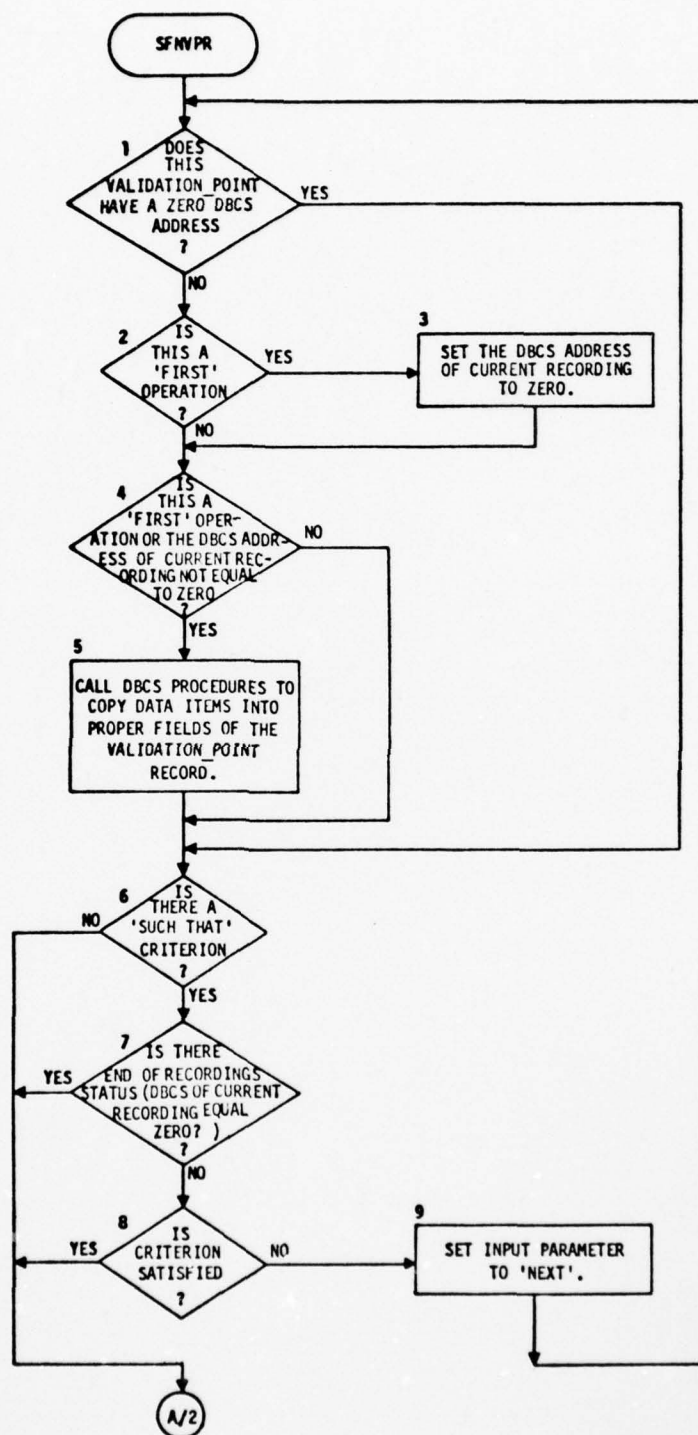 SFNVPR
1
DOES
THIS
VALIDATION_POINT
HAVE A ZERO DBCS
ADDRESS
?
YES
NO
2
IS
THIS A
'FIRST'
OPERATION
?
YES
NO
3
SET THE DBCS ADDRESS
OF CURRENT RECORDING
TO ZERO.
4
IS
THIS A
'FIRST' OPER-
ATION OR THE DBCS ADDR-
ESS OF CURRENT REC-
ORDING NOT EQUAL
TO ZERO
?
NO
YES
5
CALL DBCS PROCEDURES TO
COPY DATA ITEMS INTO
PROPER FIELDS OF THE
VALIDATION_POINT
RECORD.
6
IS
THERE A
'SUCH THAT'
CRITERION
?
NO
YES
7
IS THERE
END OF RECORDINGS
STATUS (DBCS OF CURRENT
RECORDING EQUAL
ZERO? )
?
YES
NO
8
IS
CRITERION
SATISFIED
?
YES
NO
9
SET INPUT PARAMETER
TO 'NEXT'.
A/2